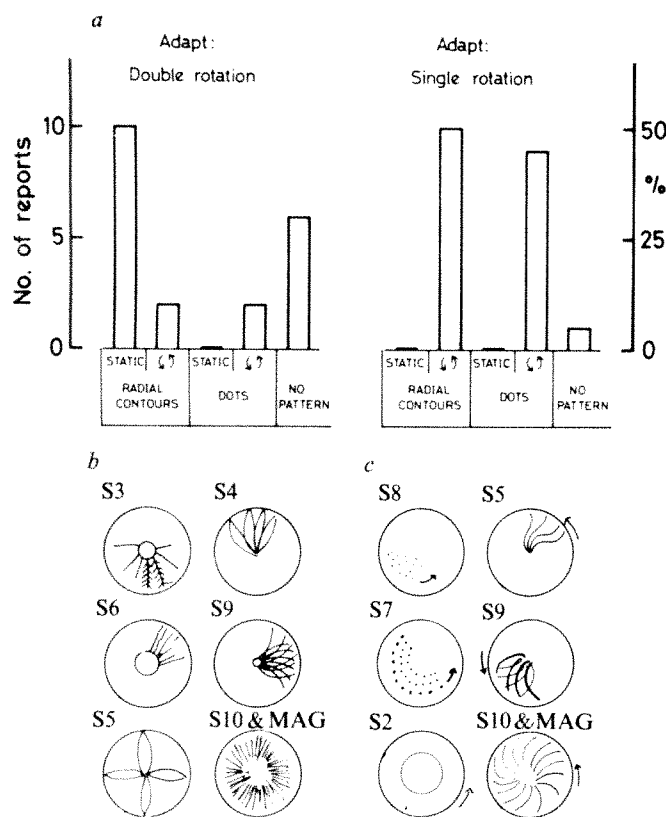 a
Adapt:
Double rotation
No. of reports
10
5
0
STATIC
STATIC
RADIAL CONTOURS
DOTS
NO PATTERN
Adapt:
Single rotation
50
%
25
0
STATIC
STATIC
RADIAL CONTOURS
DOTS
NO PATTERN
b
S3
S4
S6
S9
S5
S10 & MAG
c
S8
S5
S7
S9
S2
S10 & MAG